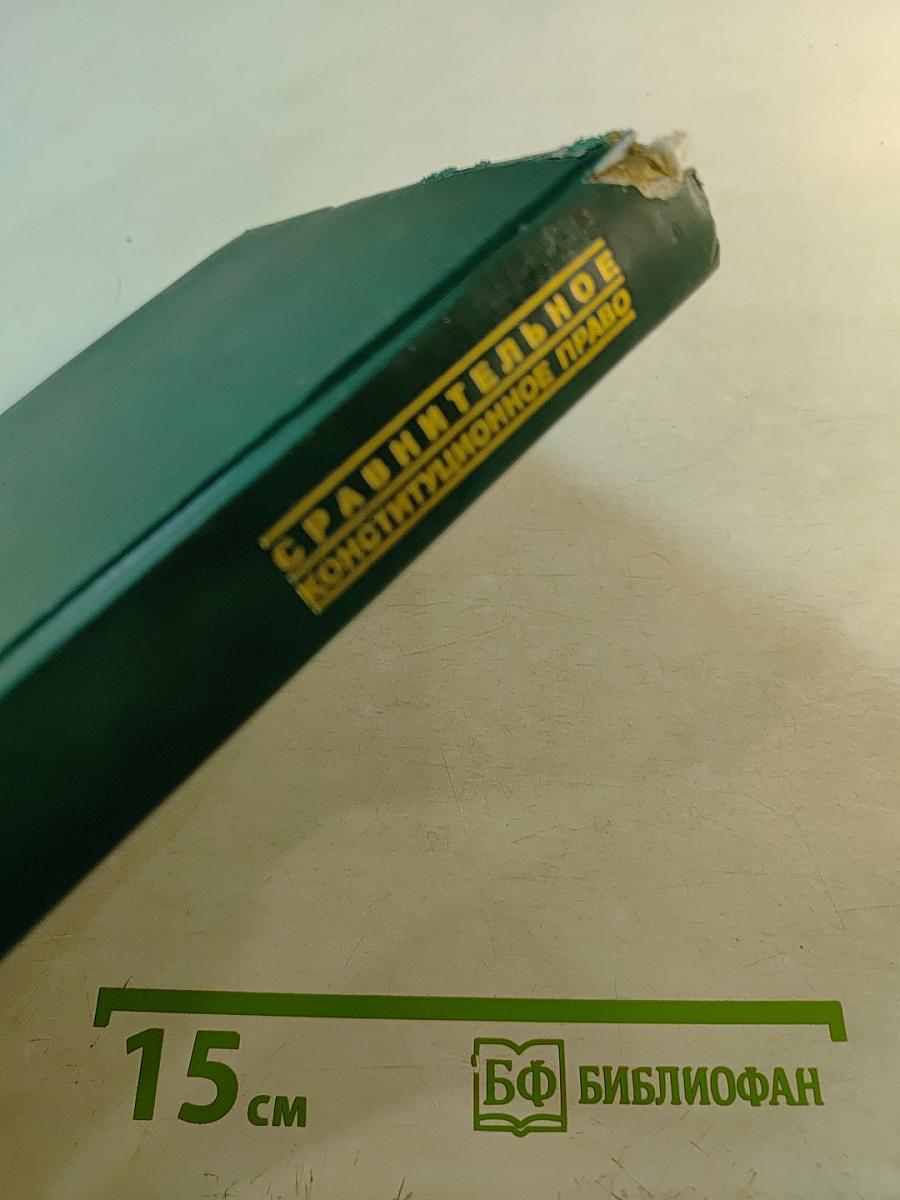 СРАВНИТЕЛЬНОЕ
КОНСТИТУЦИОННОЕ ПРАВО
15 см
БФ БИБЛИОФАН